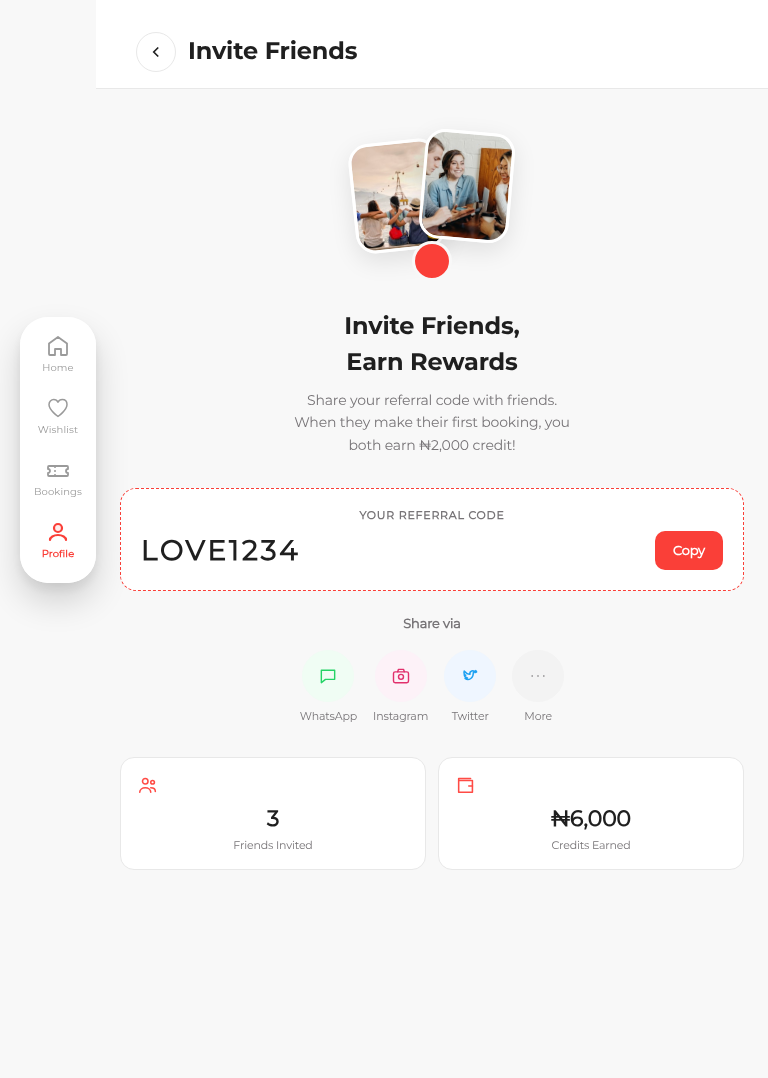 Invite Friends
Invite Friends,
Earn Rewards
Share your referral code with friends.
When they make their first booking, you
both earn ₦2,000 credit!
YOUR REFERRAL CODE
LOVE1234
Copy
Share via
WhatsApp
Instagram
Twitter
More
3
Friends Invited
₦6,000
Credits Earned
Home
Wishlist
Bookings
Profile